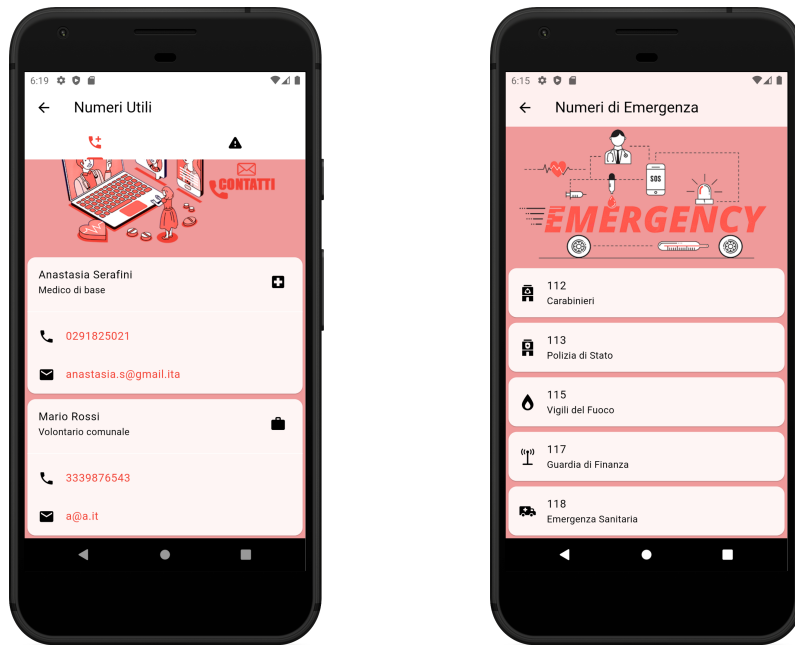 6:19
Numeri Utili
CONTATTI
Anastasia Serafini
Medico di base
0291825021
anastasia.s@gmail.ita
Mario Rossi
Volontario comunale
3339876543
a@a.it
6:15
Numeri di Emergenza
SOS
EMERGENCY
112
Carabinieri
113
Polizia di Stato
115
Vigili del Fuoco
117
Guardia di Finanza
118
Emergenza Sanitaria